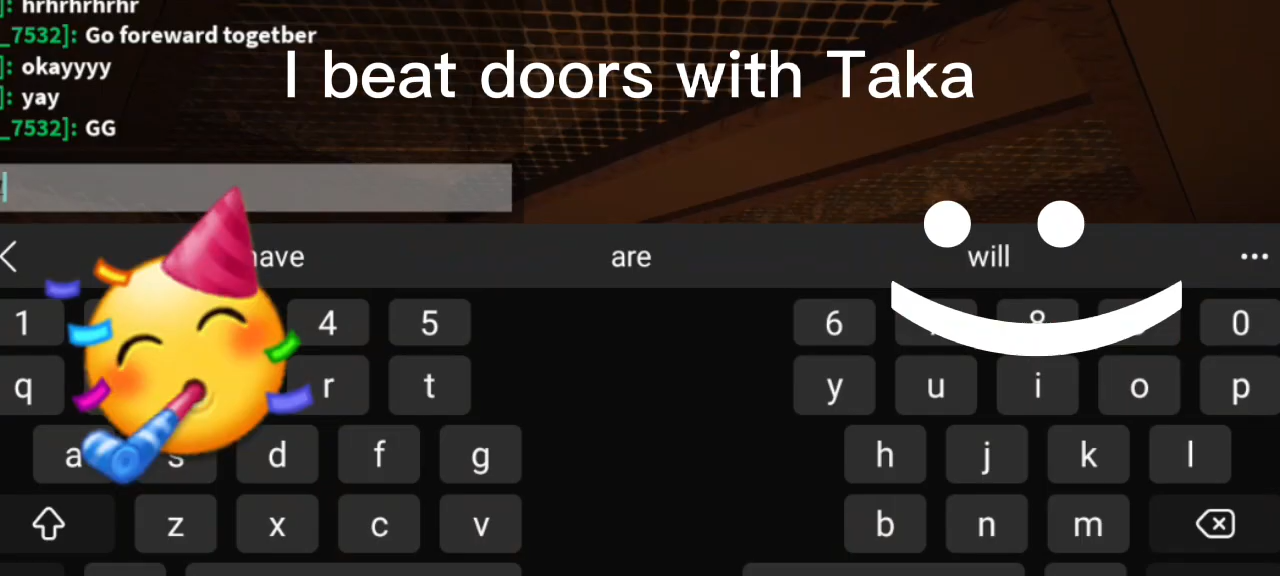 ]: hrhrhrhrhr
_7532]: Go foreward togetber
]: okayyyy
]: yay
_7532]: GG
I beat doors with Taka
have are will
1 4 5 6 8 0
q r t y u i o p
a s d f g h j k l
z x c v b n m